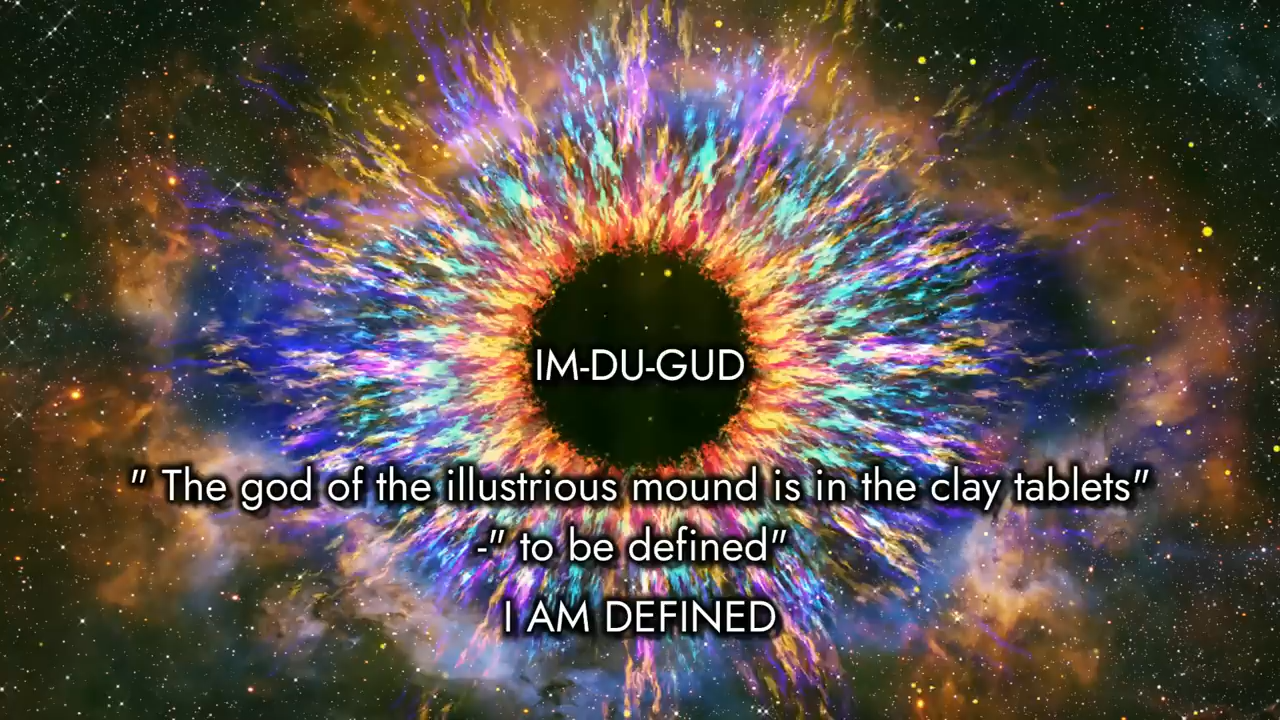 IM-DU-GUD
" The god of the illustrious mound is in the clay tablets"
-" to be defined"
I AM DEFINED